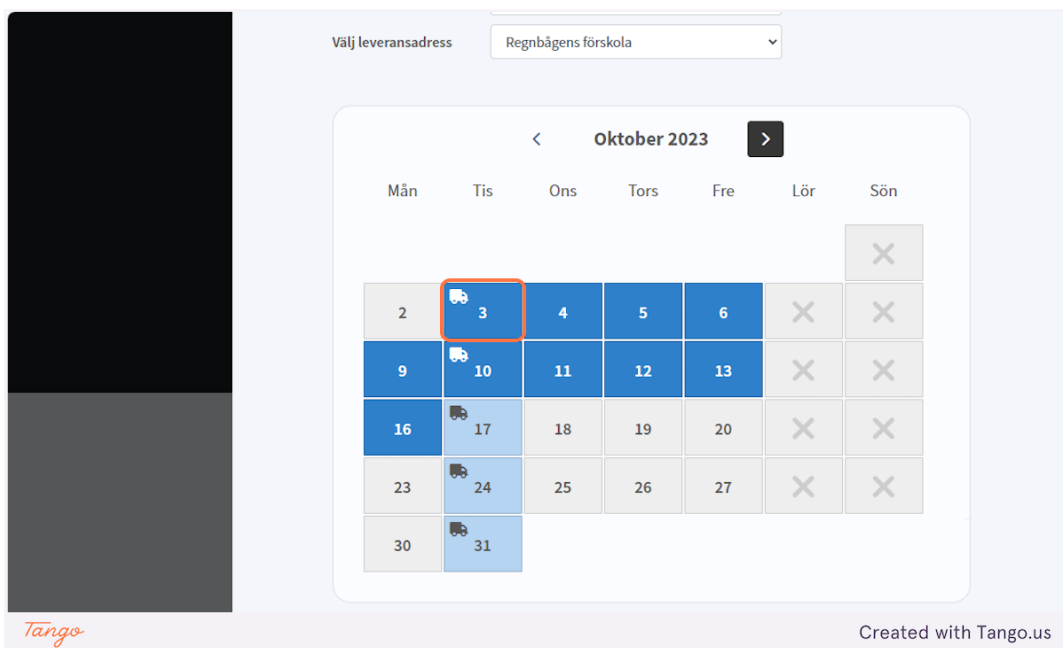 Välj leveransadress Regnbågens förskola
Oktober 2023
Mån Tis Ons Tors Fre Lör Sön
2 3 4 5 6
9 10 11 12 13
16 17 18 19 20
23 24 25 26 27
30 31
Tango Created with Tango.us